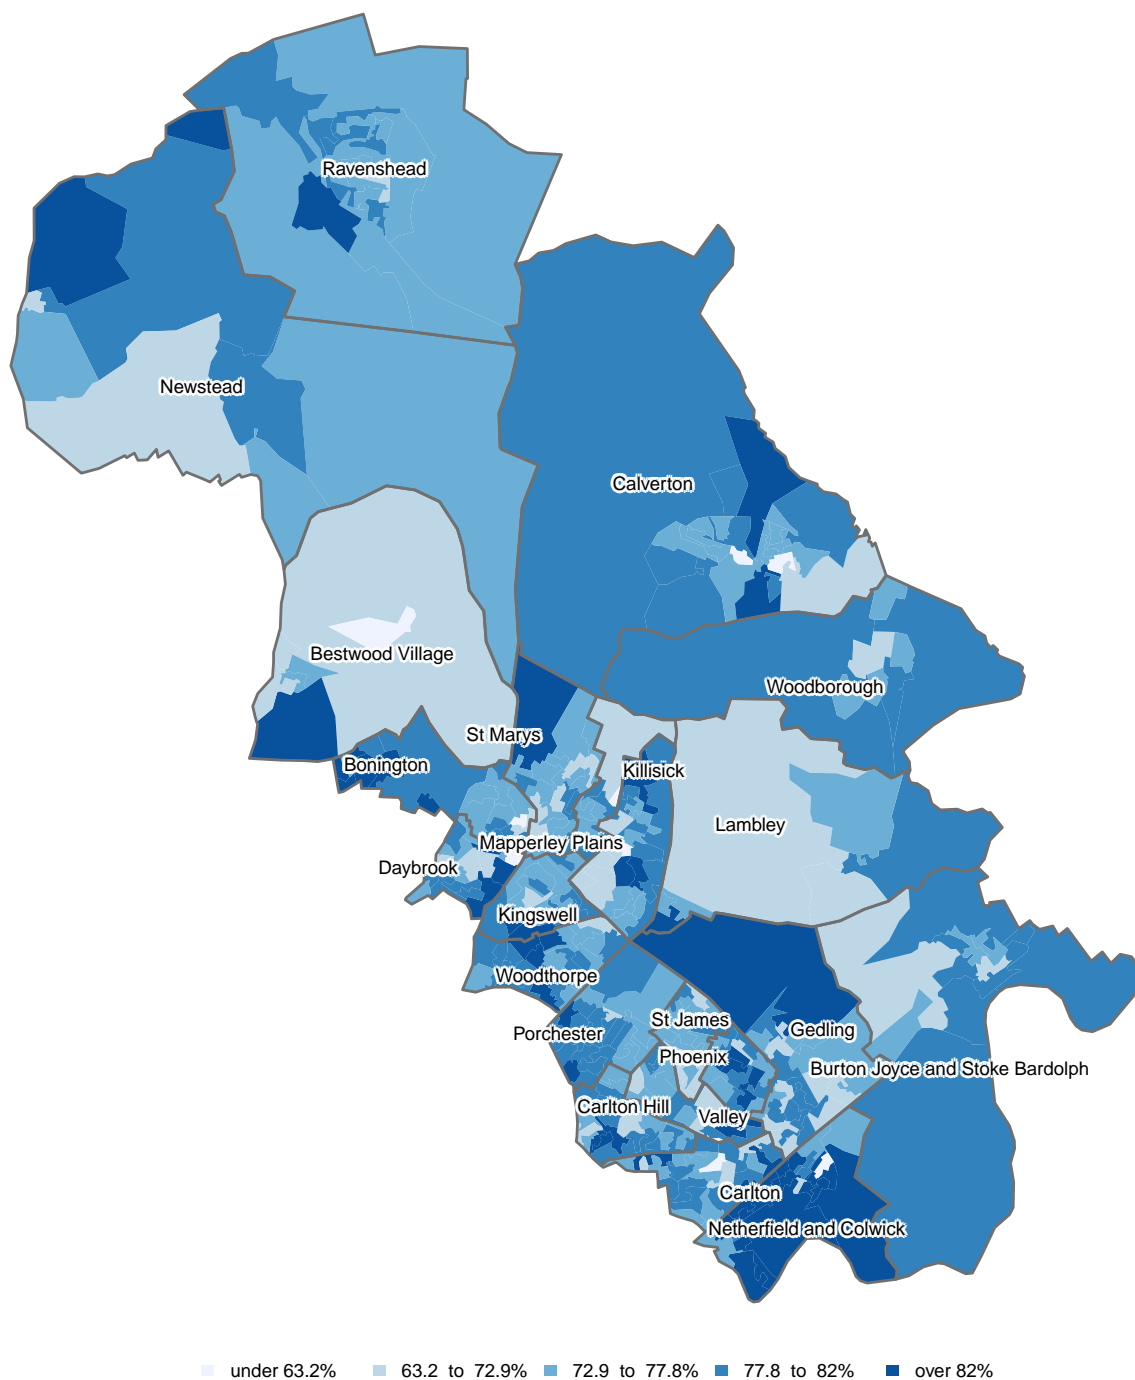 Ravenshead
Newstead
Calverton
Bestwood Village
Woodborough
St Marys
Bonington
Killisick
Lambley
Mapperley Plains
Daybrook
Kingswell
Woodthorpe
St James
Porchester
Gedling
Phoenix
Burton Joyce and Stoke Bardolph
Carlton Hill
Valley
Carlton
Netherfield and Colwick
under 63.2% 63.2 to 72.9% 72.9 to 77.8% 77.8 to 82% over 82%